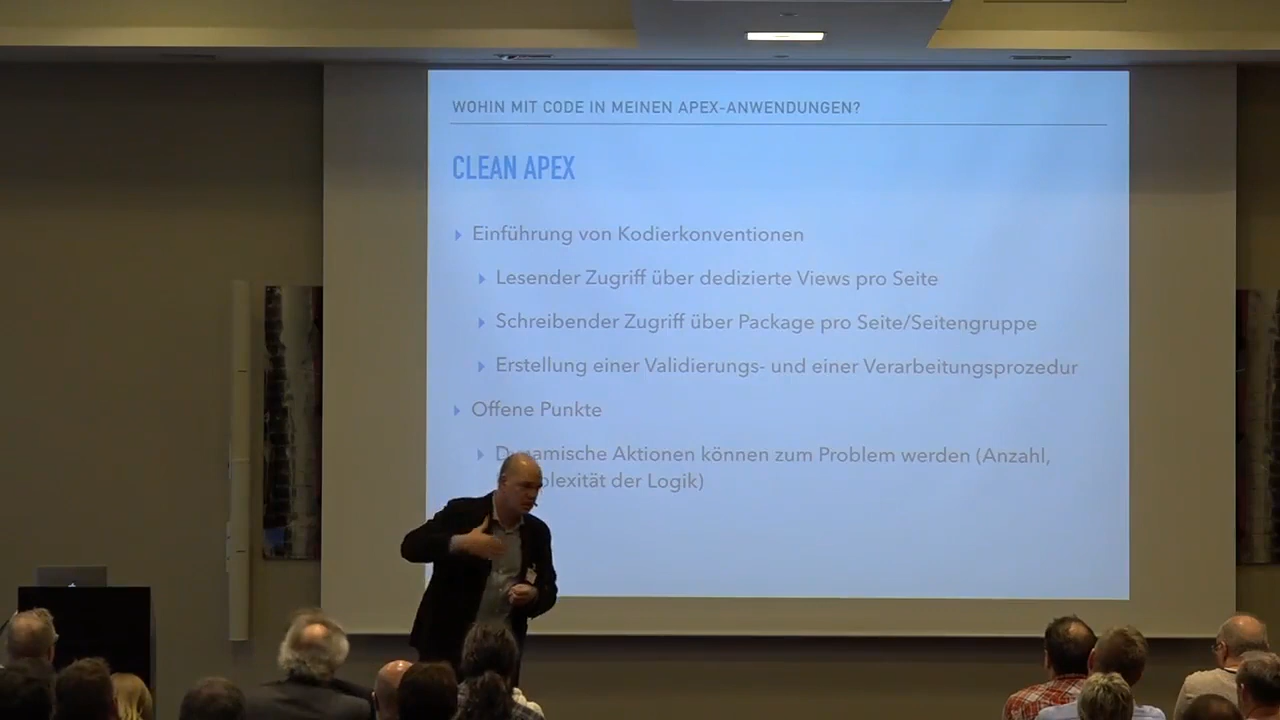 WOHIN MIT CODE IN MEINEN APEX-ANWENDUNGEN?
CLEAN APEX
Einführung von Kodierkonventionen
Lesender Zugriff über dedizierte Views pro Seite
Schreibender Zugriff über Package pro Seite/Seitengruppe
Erstellung einer Validierungs- und einer Verarbeitungsprozedur
Offene Punkte
Aktionen können zum Problem werden (Anzahl,
der Logik)